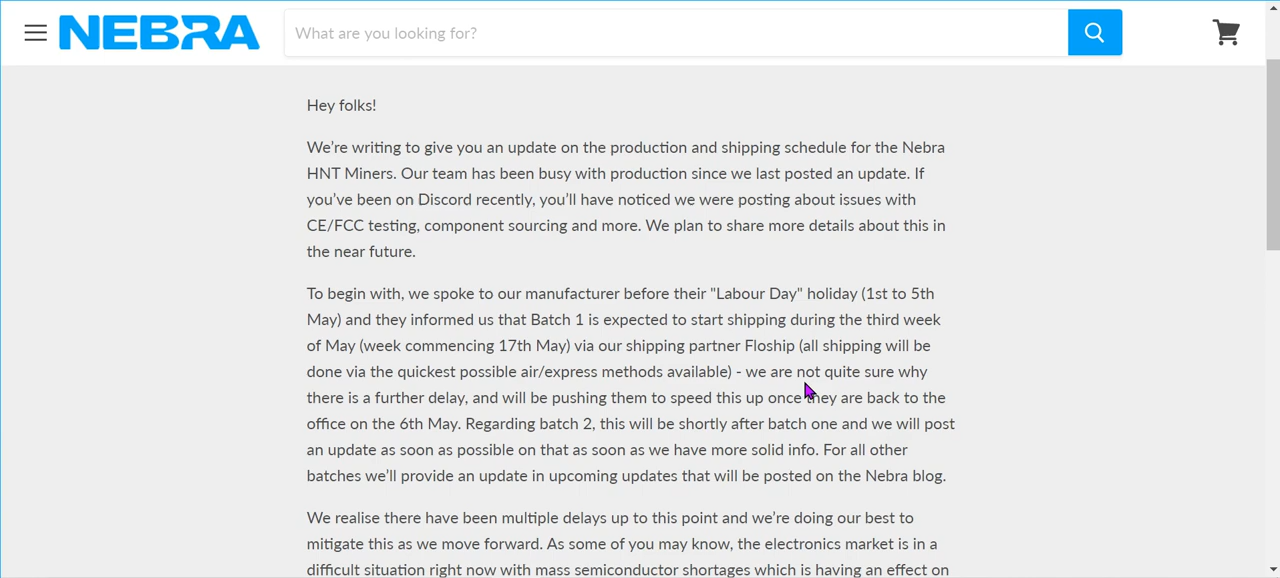 NEBRA
What are you looking for?
Hey folks!
We're writing to give you an update on the production and shipping schedule for the Nebra
HNT Miners. Our team has been busy with production since we last posted an update. If
you've been on Discord recently, you'll have noticed we were posting about issues with
CE/FCC testing, component sourcing and more. We plan to share more details about this in
the near future.
To begin with, we spoke to our manufacturer before their "Labour Day" holiday (1st to 5th
May) and they informed us that Batch 1 is expected to start shipping during the third week
of May (week commencing 17th May) via our shipping partner Floship (all shipping will be
done via the quickest possible air/express methods available) - we are not quite sure why
there is a further delay, and will be pushing them to speed this up once they are back to the
office on the 6th May. Regarding batch 2, this will be shortly after batch one and we will post
an update as soon as possible on that as soon as we have more solid info. For all other
batches we'll provide an update in upcoming updates that will be posted on the Nebra blog.
We realise there have been multiple delays up to this point and we're doing our best to
mitigate this as we move forward. As some of you may know, the electronics market is in a
difficult situation right now with mass semiconductor shortages which is having an effect on